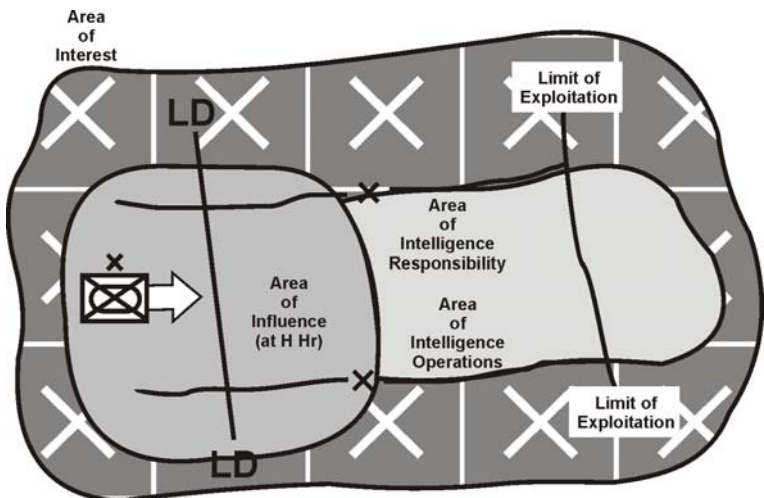 Area
of
Interest
LD
Limit of
Exploitation
Area
of
Intelligence
Responsibility
Area
of
Influence
(at H Hr)
Area
of
Intelligence
Operations
Limit of
Exploitation
LD